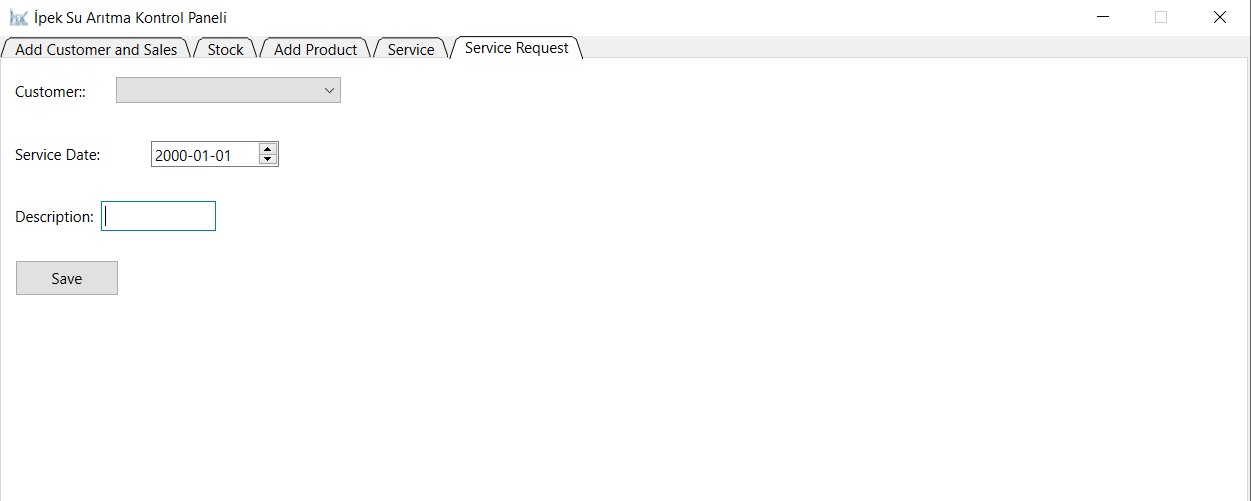 İpek Su Arıtma Kontrol Paneli
Add Customer and Sales Stock Add Product Service Service Request
Customer::
Service Date: 2000-01-01
Description:
Save